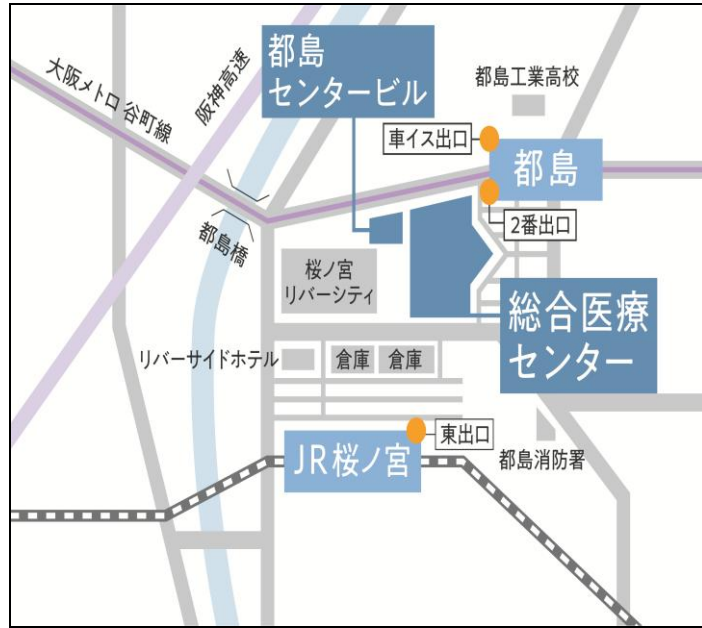 都島
センタービル
都島工業高校
大阪メトロ 谷町線
阪神高速
車イス出口
都島
2番出口
都島橋
桜ノ宮
リバーシティ
総合医療
センター
リバーサイドホテル
倉庫
倉庫
東出口
JR桜ノ宮
都島消防署